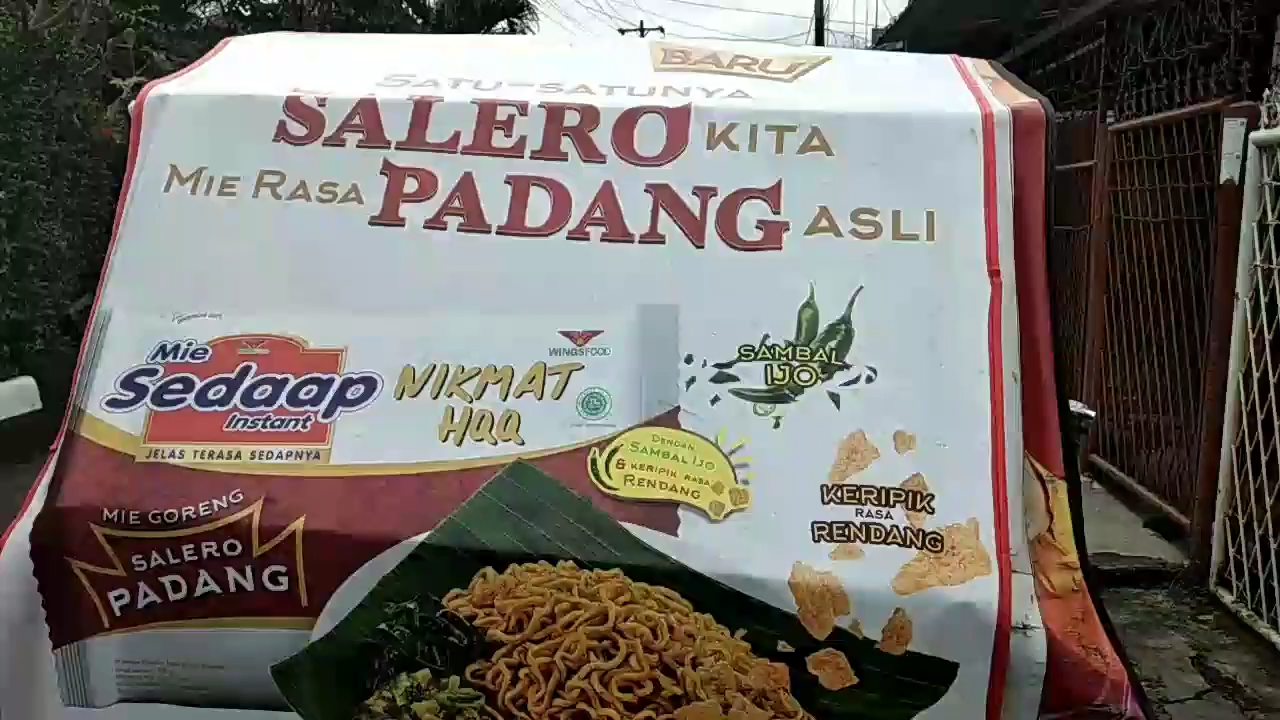 BARU
SATU-SATUNYA
SALERO KITA
MIE RASA PADANG ASLI
Mie
Sedaap
Instant
JELAS TERASA SEDAPNYA
NIKMAT
Hqq
WINGSFOOD
SAMBAL
IJO
DENGAN
SAMBAL IJO
& KERIPIK RASA
RENDANG
KERIPIK
RASA
RENDANG
MIE GORENG
SALERO
PADANG